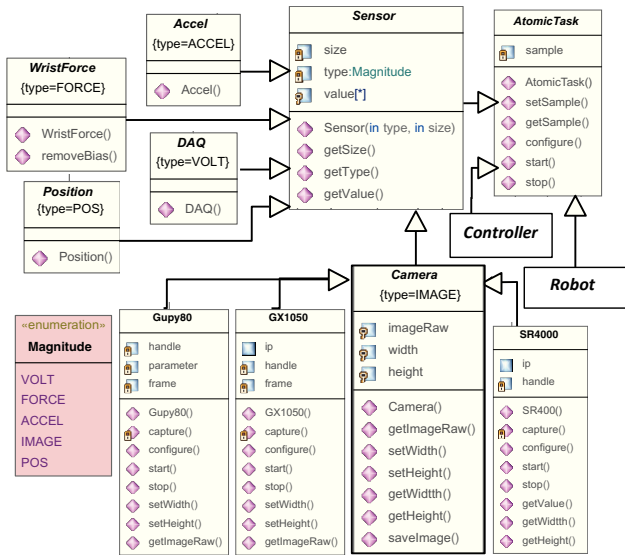 Accel
{type=ACCEL}
Accel()
Sensor
size
type:Magnitude
value[*]
Sensor(in type, in size)
getSize()
getType()
getValue()
AtomicTask
sample
AtomicTask()
setSample()
getSample()
configure()
start()
stop()
WristForce
{type=FORCE}
WristForce()
removeBias()
DAQ
{type=VOLT}
DAQ()
Position
{type=POS}
Position()
Controller
Robot
Camera
{type=IMAGE}
imageRaw
width
height
Camera()
getImageRaw()
setWidth()
setHeight()
getWidtth()
getHeight()
saveImage()
«enumeration»
Magnitude
VOLT
FORCE
ACCEL
IMAGE
POS
Gupy80
handle
parameter
frame
Gupy80()
capture()
configure()
start()
stop()
setWidth()
setHeight()
getImageRaw()
GX1050
ip
handle
frame
GX1050()
capture()
configure()
start()
stop()
setWidth()
setHeight()
getImageRaw()
SR4000
ip
handle
SR400()
capture()
configure()
start()
stop()
getValue()
getWidtth()
getHeight()